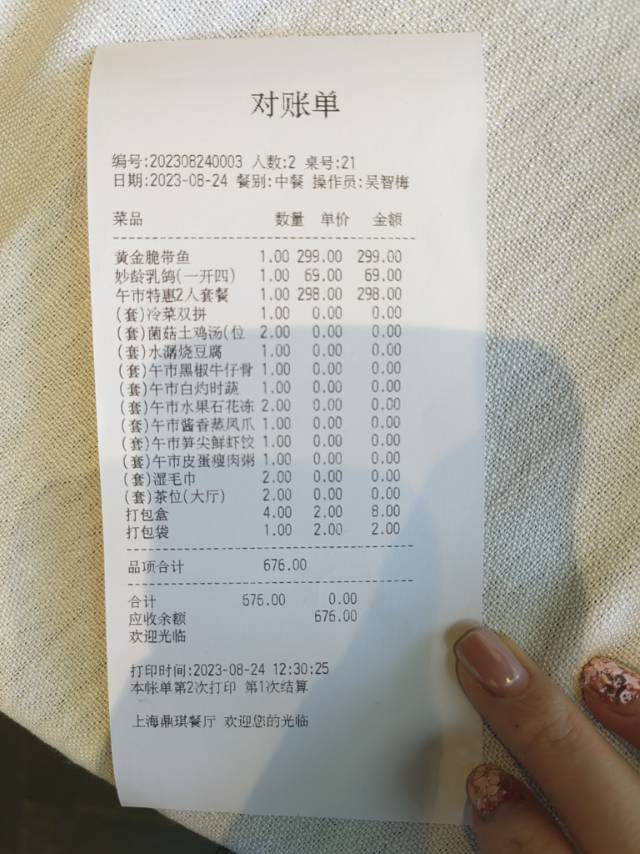 对账单
编号:202308240003 人数:2 桌号:21
日期:2023-08-24 餐别:中餐 操作员:吴智梅
菜品 数量 单价 金额
黄金脆带鱼 1.00 299.00 299.00
妙龄乳鸽(一开四) 1.00 69.00 69.00
午市特惠2人套餐 1.00 298.00 298.00
(套)冷菜双拼 1.00 0.00 0.00
(套)菌菇土鸡汤(位 2.00 0.00 0.00
(套)水潺烧豆腐 1.00 0.00 0.00
(套)午市黑椒牛仔骨 1.00 0.00 0.00
(套)午市白灼时蔬 1.00 0.00 0.00
(套)午市水果石花冻 2.00 0.00 0.00
(套)午市酱香蒸凤爪 1.00 0.00 0.00
(套)午市笋尖鲜虾饺 1.00 0.00 0.00
(套)午市皮蛋瘦肉粥 1.00 0.00 0.00
(套)湿毛巾 2.00 0.00 0.00
(套)茶位(大厅) 2.00 0.00 0.00
打包盒 4.00 2.00 8.00
打包袋 1.00 2.00 2.00
品项合计 676.00
合计 676.00 0.00
应收余额 676.00
欢迎光临
打印时间:2023-08-24 12:30:25
本帐单第2次打印 第1次结算
上海鼎琪餐厅 欢迎您的光临